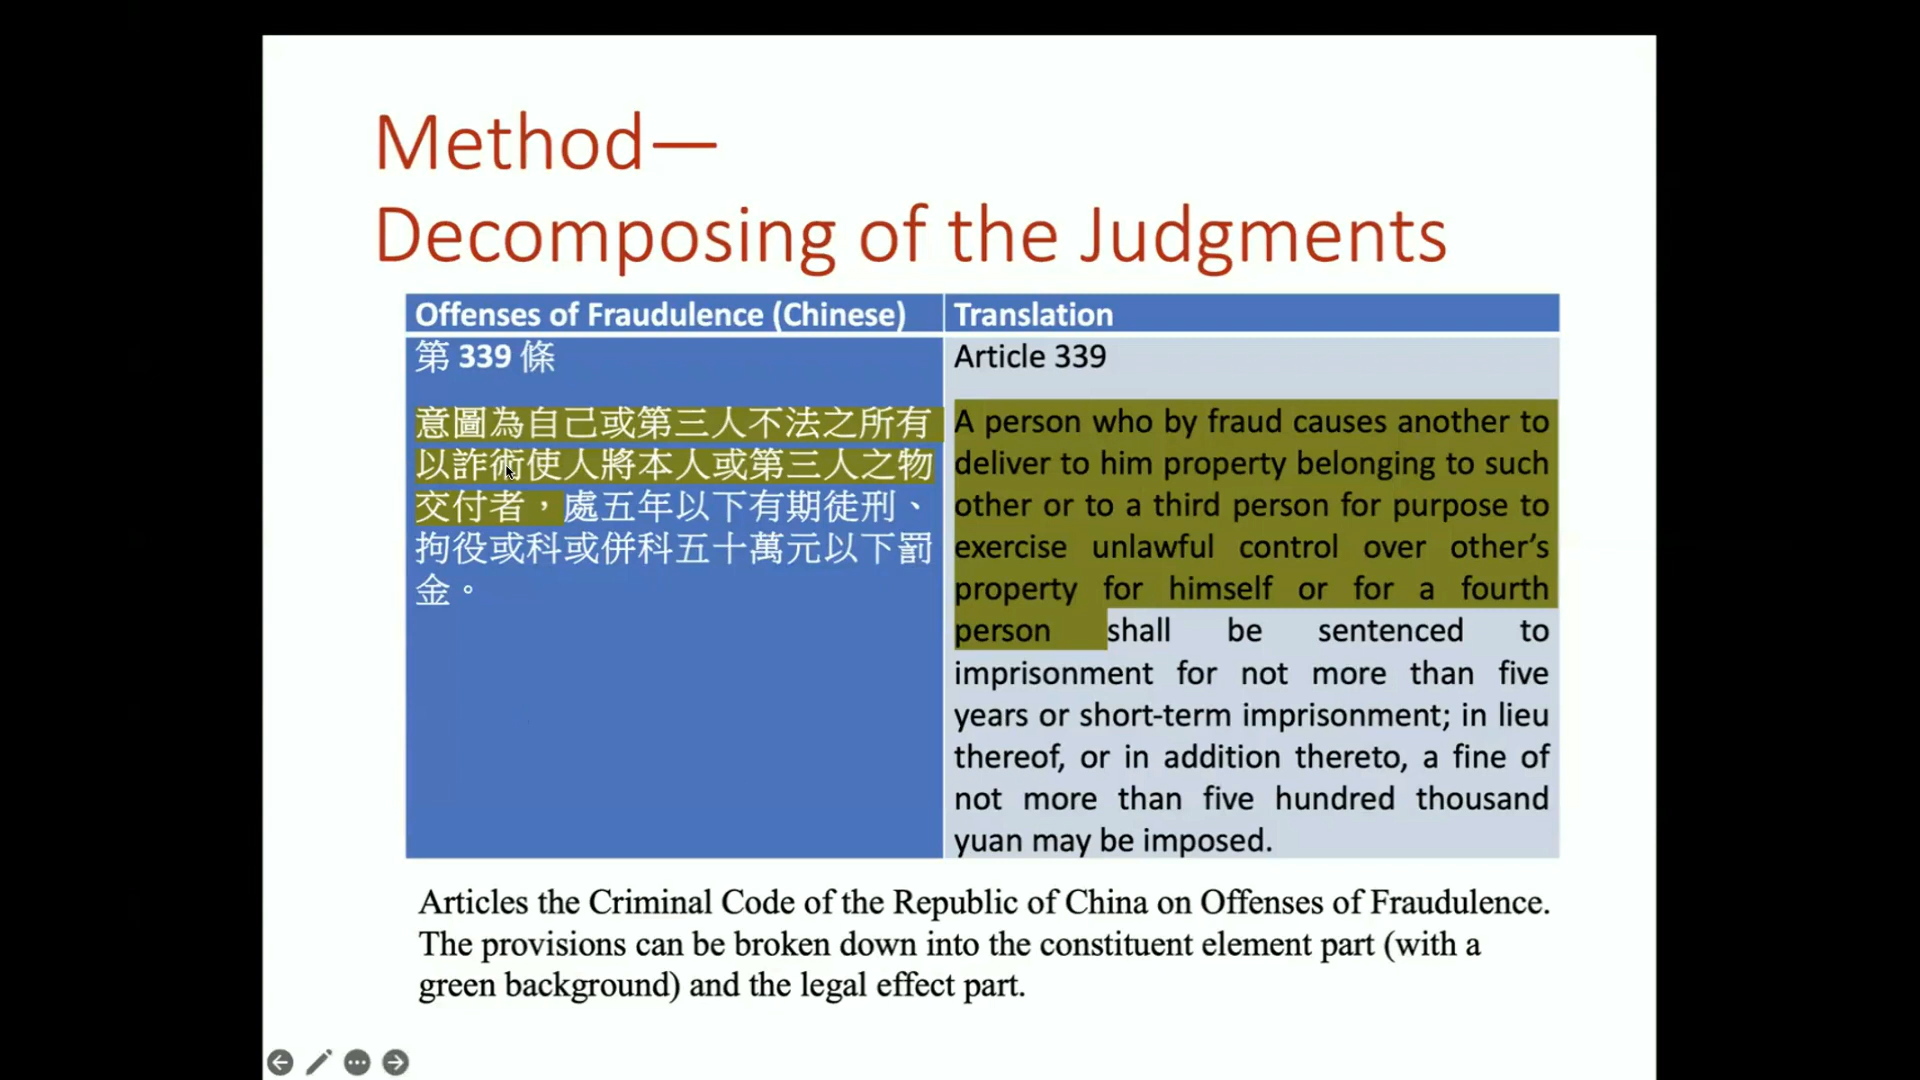 Method—
Decomposing of the Judgments
Offenses of Fraudulence (Chinese)
Translation
第 339 條
意圖為自己或第三人不法之所有
以詐術使人將本人或第三人之物
交付者，處五年以下有期徒刑、
拘役或科或併科五十萬元以下罰
金。
Article 339
A person who by fraud causes another to
deliver to him property belonging to such
other or to a third person for purpose to
exercise unlawful control over other’s
property for himself or for a fourth
person shall be sentenced to
imprisonment for not more than five
years or short-term imprisonment; in lieu
thereof, or in addition thereto, a fine of
not more than five hundred thousand
yuan may be imposed.
Articles the Criminal Code of the Republic of China on Offenses of Fraudulence.
The provisions can be broken down into the constituent element part (with a
green background) and the legal effect part.